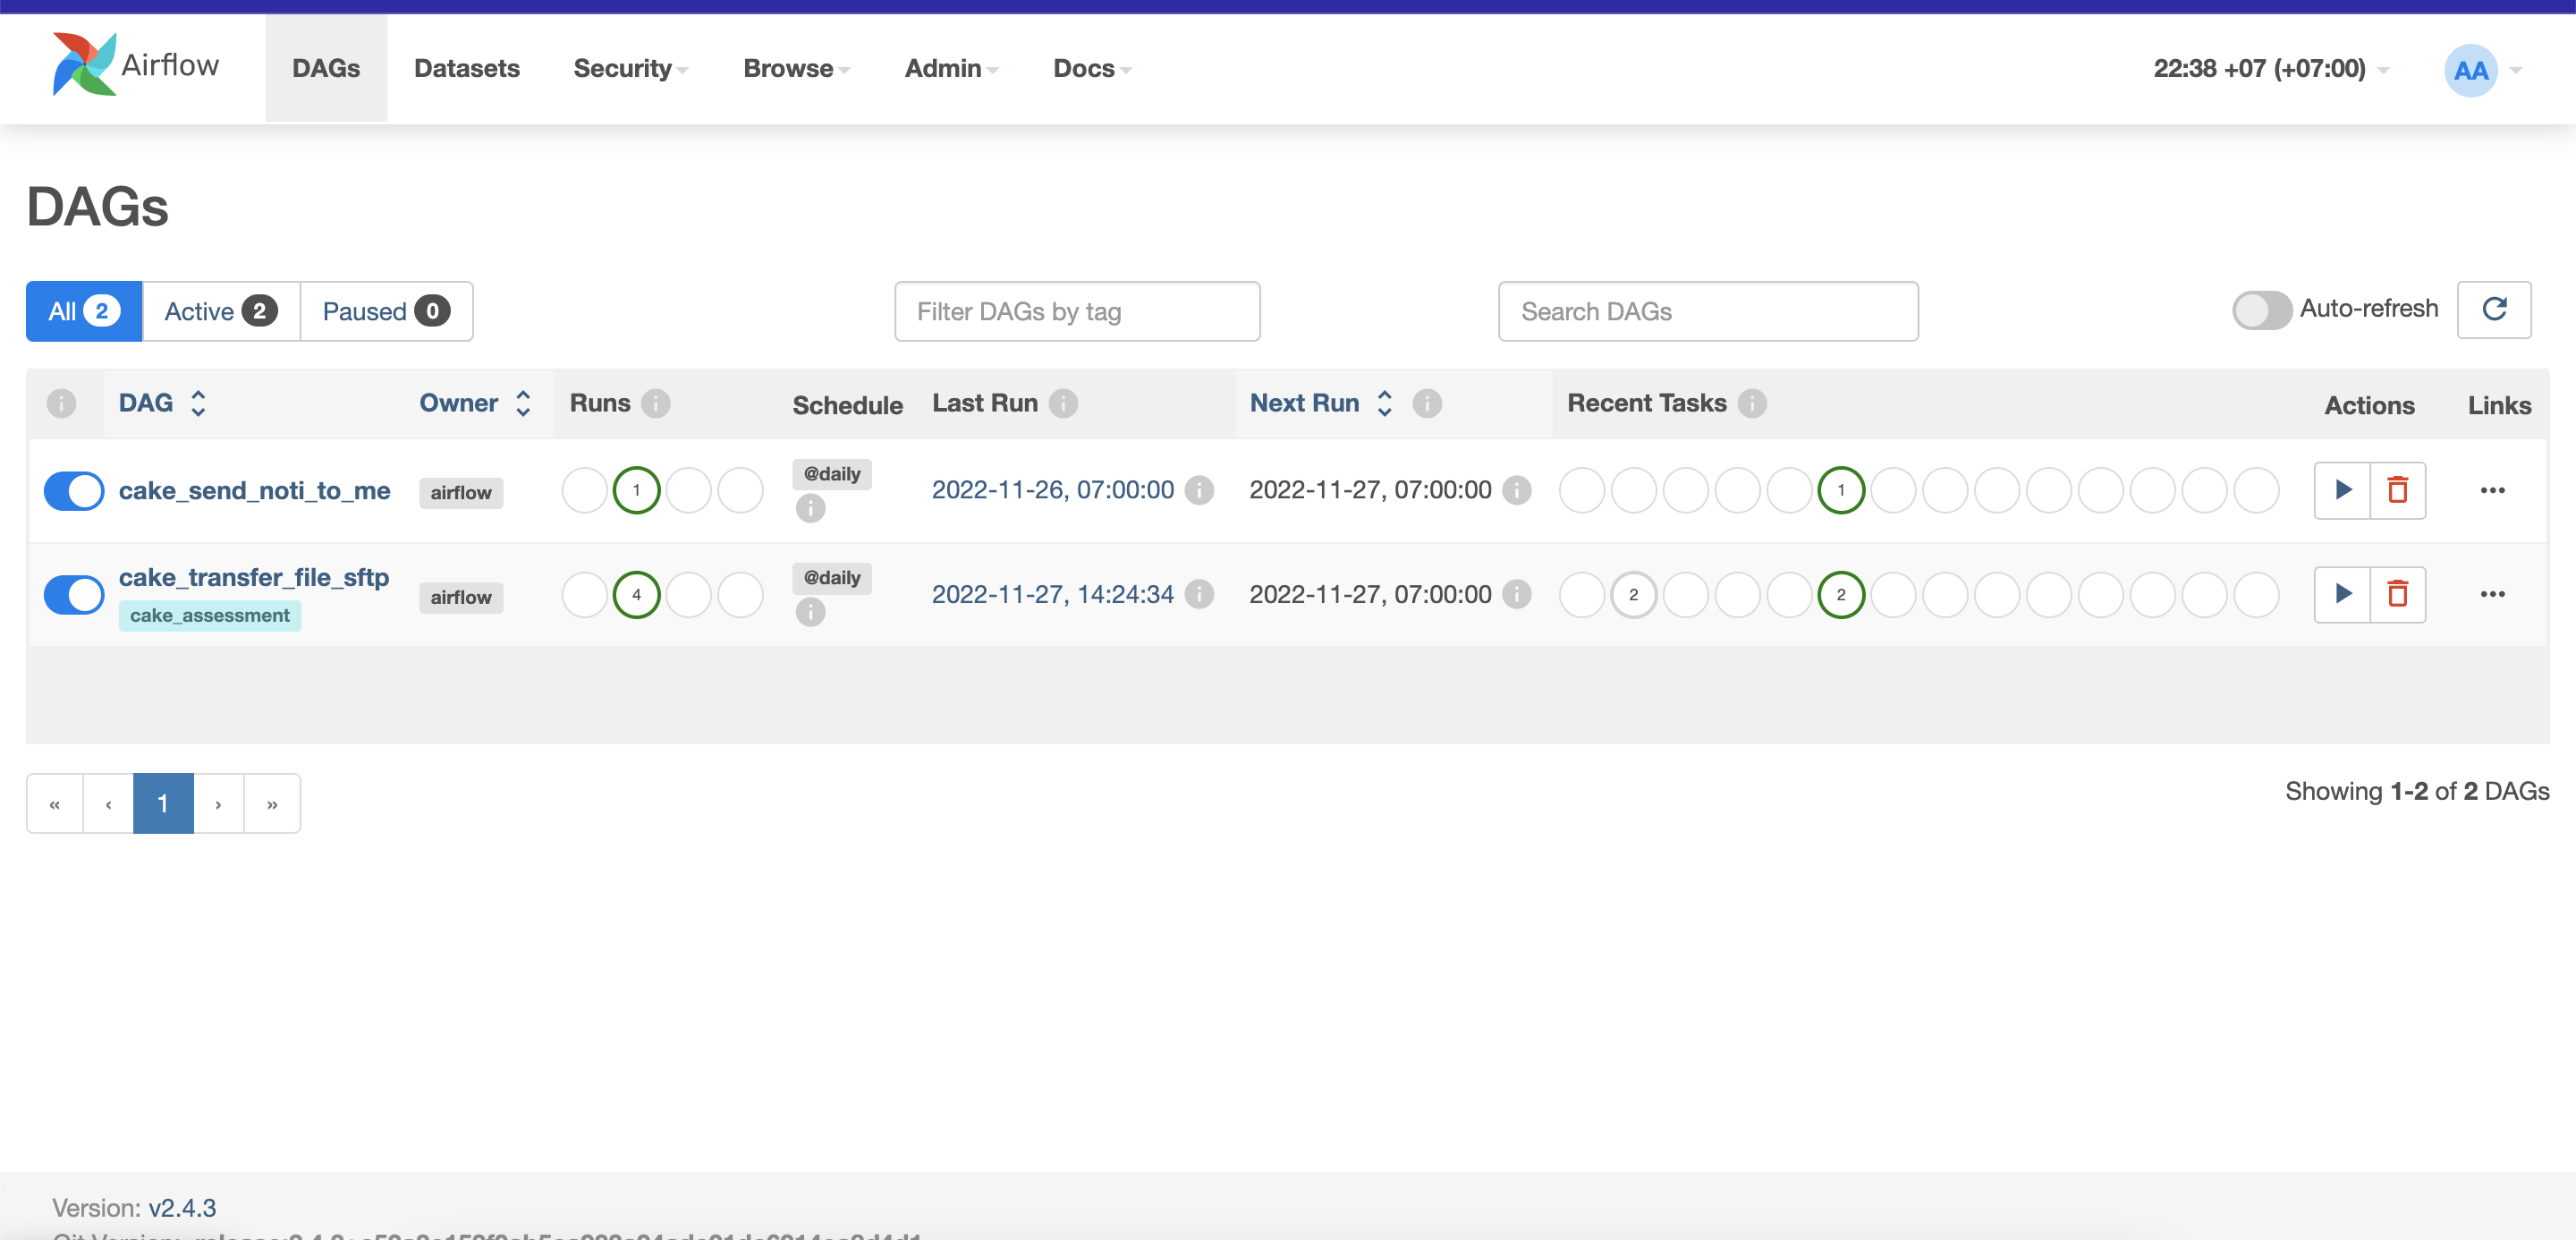 Airflow DAGs Datasets Security Browse Admin Docs 22:38 +07 (+07:00) AA
DAGs
All 2 Active 2 Paused 0 Filter DAGs by tag Search DAGs Auto-refresh
DAG Owner Runs Schedule Last Run Next Run Recent Tasks Actions Links
cake_send_noti_to_me airflow 1 @daily 2022-11-26, 07:00:00 2022-11-27, 07:00:00 1
cake_transfer_file_sftp airflow 4 @daily 2022-11-27, 14:24:34 2022-11-27, 07:00:00 2 2
cake_assessment
« ‹ 1 › » Showing 1-2 of 2 DAGs
Version: v2.4.3
Git Version: